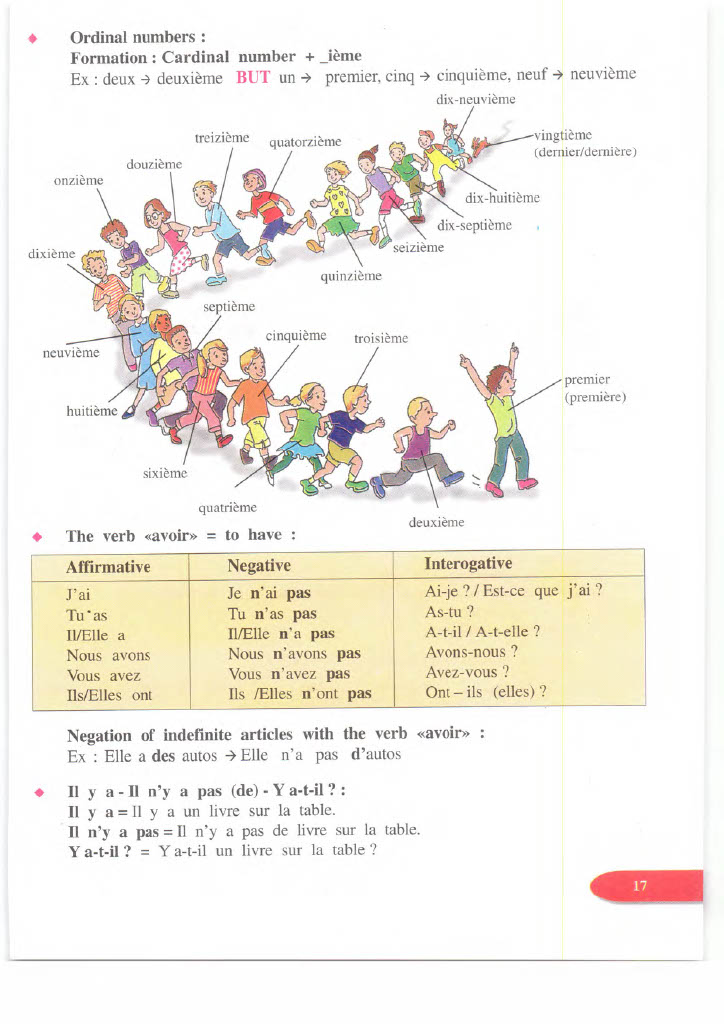 Ordinal numbers :
Formation : Cardinal number + _ième
Ex : deux → deuxième BUT un → premier, cinq → cinquième, neuf → neuvième
dix-neuvième
treizième
quatorzième
vingtième
(dernier/dernière)
douzième
onzième
dix-huitième
dix-septième
seizième
dixième
quinzième
septième
cinquième
troisième
neuvième
premier
(première)
huitième
sixième
quatrième
deuxième
The verb «avoir» = to have :
Affirmative Negative Interogative
J'ai Je n'ai pas Ai-je ? / Est-ce que j'ai ?
Tu as Tu n'as pas As-tu ?
Il/Elle a Il/Elle n'a pas A-t-il / A-t-elle ?
Nous avons Nous n'avons pas Avons-nous ?
Vous avez Vous n'avez pas Avez-vous ?
Ils/Elles ont Ils /Elles n'ont pas Ont – ils (elles) ?
Negation of indefinite articles with the verb «avoir» :
Ex : Elle a des autos → Elle n'a pas d'autos
Il y a - Il n'y a pas (de) - Y a-t-il ? :
Il y a = Il y a un livre sur la table.
Il n'y a pas = Il n'y a pas de livre sur la table.
Y a-t-il ? = Y a-t-il un livre sur la table ?
17